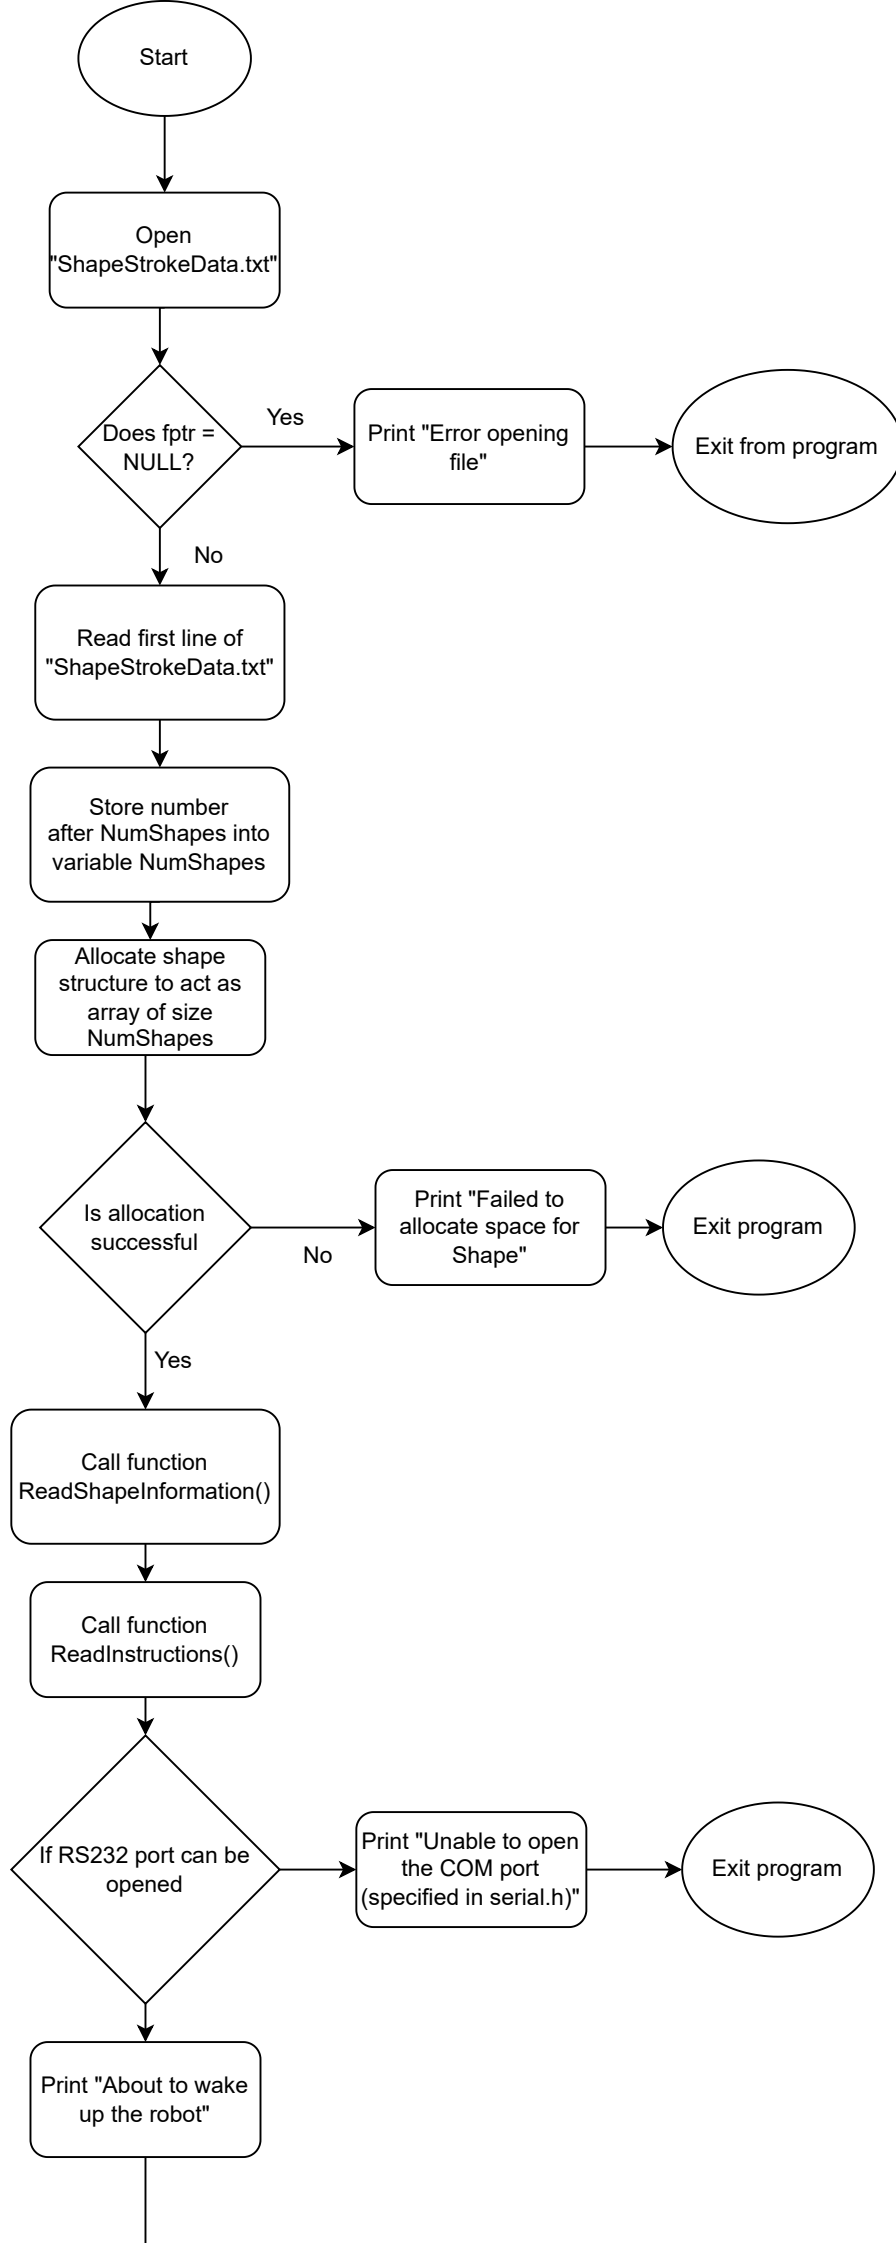 Start
Open
"ShapeStrokeData.txt"
Does fptr =
NULL?
Yes
Print "Error opening
file"
Exit from program
No
Read first line of
"ShapeStrokeData.txt"
Store number
after NumShapes into
variable NumShapes
Allocate shape
structure to act as
array of size
NumShapes
Is allocation
successful
No
Print "Failed to
allocate space for
Shape"
Exit program
Yes
Call function
ReadShapeInformation()
Call function
ReadInstructions()
If RS232 port can be
opened
Print "Unable to open
the COM port
(specified in serial.h)"
Exit program
Print "About to wake
up the robot"